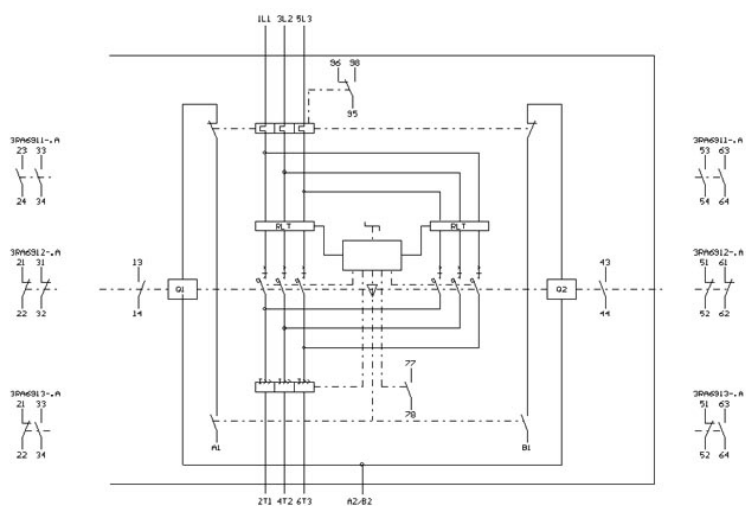 1L1 3L2 5L3
96 98
95
3RA6911-.A
23 33
24 34
3RA6911-.A
53 63
54 64
RLT
RLT
3RA6912-.A
21 31
22 32
13
14
Q1
Q2
43
44
3RA6912-.A
51 61
52 62
77
78
3RA6913-.A
21 33
22 34
3RA6913-.A
51 63
52 64
A1
B1
2T1 4T2 6T3
A2/B2